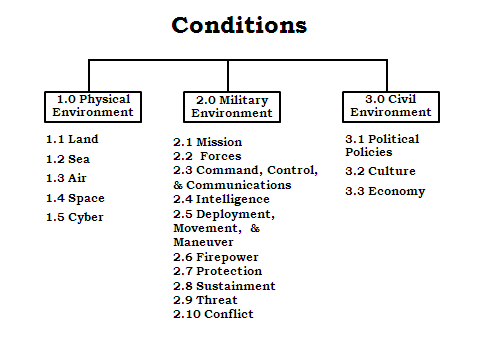 Conditions
1.0 Physical
Environment
1.1 Land
1.2 Sea
1.3 Air
1.4 Space
1.5 Cyber
2.0 Military
Environment
2.1 Mission
2.2 Forces
2.3 Command, Control,
& Communications
2.4 Intelligence
2.5 Deployment,
Movement, &
Maneuver
2.6 Firepower
2.7 Protection
2.8 Sustainment
2.9 Threat
2.10 Conflict
3.0 Civil
Environment
3.1 Political
Policies
3.2 Culture
3.3 Economy